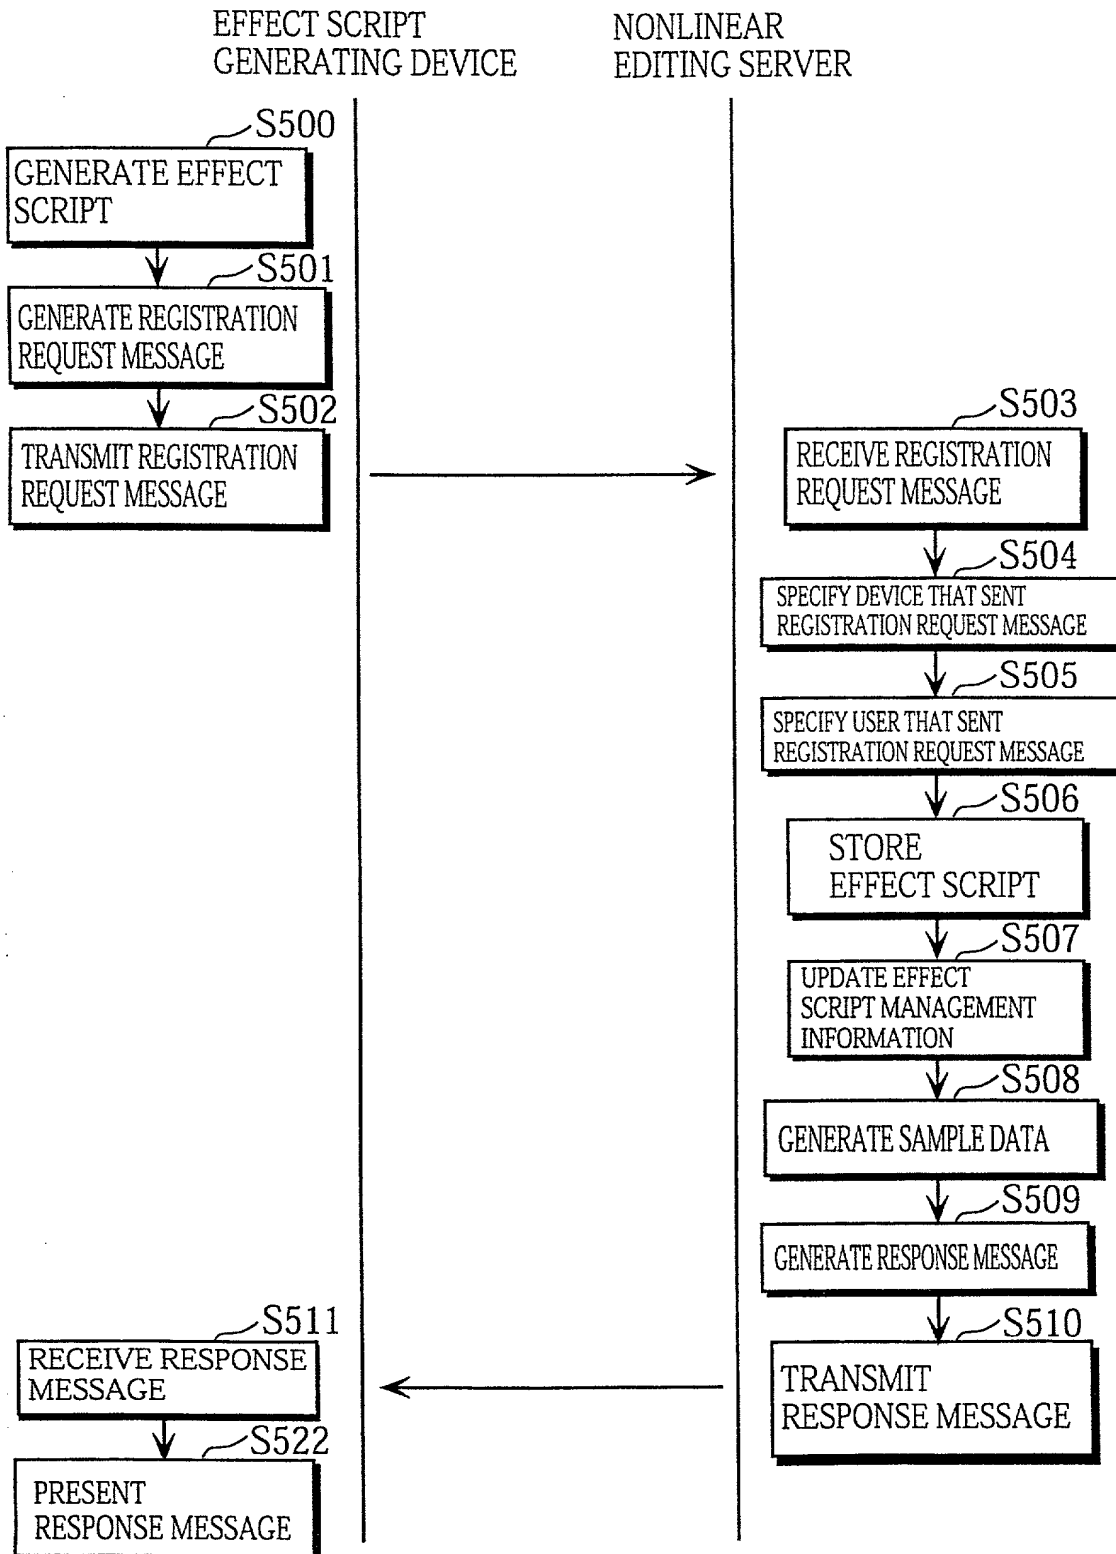 EFFECT SCRIPT
GENERATING DEVICE
NONLINEAR
EDITING SERVER
S500
GENERATE EFFECT
SCRIPT
S501
GENERATE REGISTRATION
REQUEST MESSAGE
S502
TRANSMIT REGISTRATION
REQUEST MESSAGE
S503
RECEIVE REGISTRATION
REQUEST MESSAGE
S504
SPECIFY DEVICE THAT SENT
REGISTRATION REQUEST MESSAGE
S505
SPECIFY USER THAT SENT
REGISTRATION REQUEST MESSAGE
S506
STORE
EFFECT SCRIPT
S507
UPDATE EFFECT
SCRIPT MANAGEMENT
INFORMATION
S508
GENERATE SAMPLE DATA
S509
GENERATE RESPONSE MESSAGE
S510
TRANSMIT
RESPONSE MESSAGE
S511
RECEIVE RESPONSE
MESSAGE
S522
PRESENT
RESPONSE MESSAGE